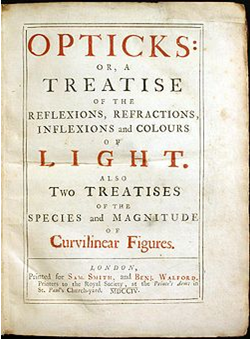 OPTICKS:
OR, A
TREATISE
OF THE
REFLEXIONS, REFRACTIONS,
INFLEXIONS and COLOURS
OF
LIGHT.
ALSO
Two TREATISES
OF THE
SPECIES and MAGNITUDE
OF
Curvilinear Figures.
LONDON,
Printed for SAM. SMITH, and BENJ. WALFORD,
Printers to the Royal Society, at the Prince's Arms in
St. Paul's Church-yard. MDCCIV.